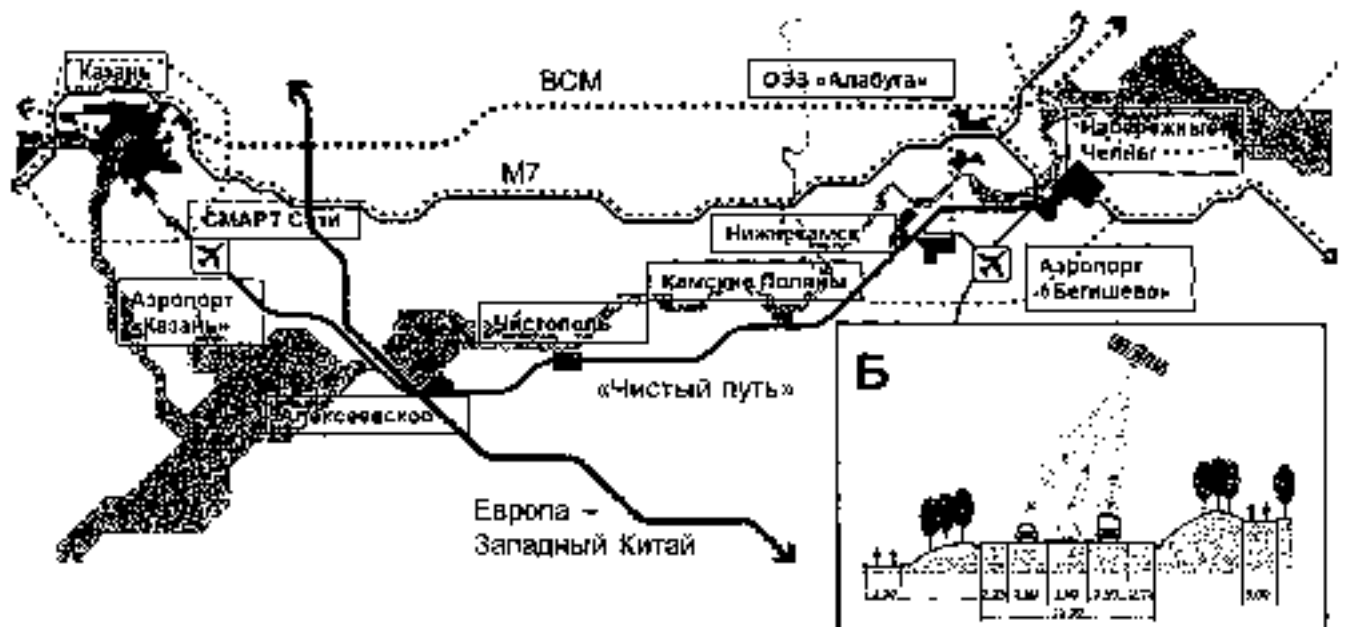 Казань
ВСМ
ОЭЗ «Алабуга»
Набережные
Челны
М7
СМАРТ Сити
Нижнекамск
Камские Поляны
Аэропорт
«Бегишево»
Аэропорт
«Казань»
Чистополь
«Чистый путь»
Алексеевское
Европа –
Западный Китай
Б